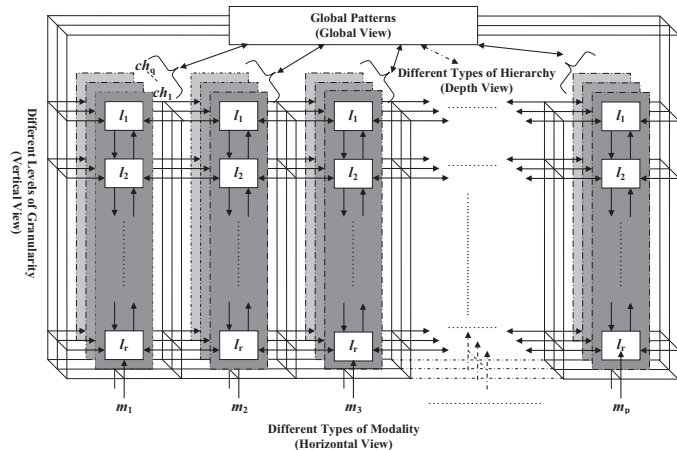 Global Patterns
(Global View)
ch_q
ch_1
Different Types of Hierarchy
(Depth View)
Different Levels of Granularity
(Vertical View)
l_1 l_1 l_1 l_1
l_2 l_2 l_2 l_2
l_r l_r l_r l_r
m_1 m_2 m_3 m_p
Different Types of Modality
(Horizontal View)